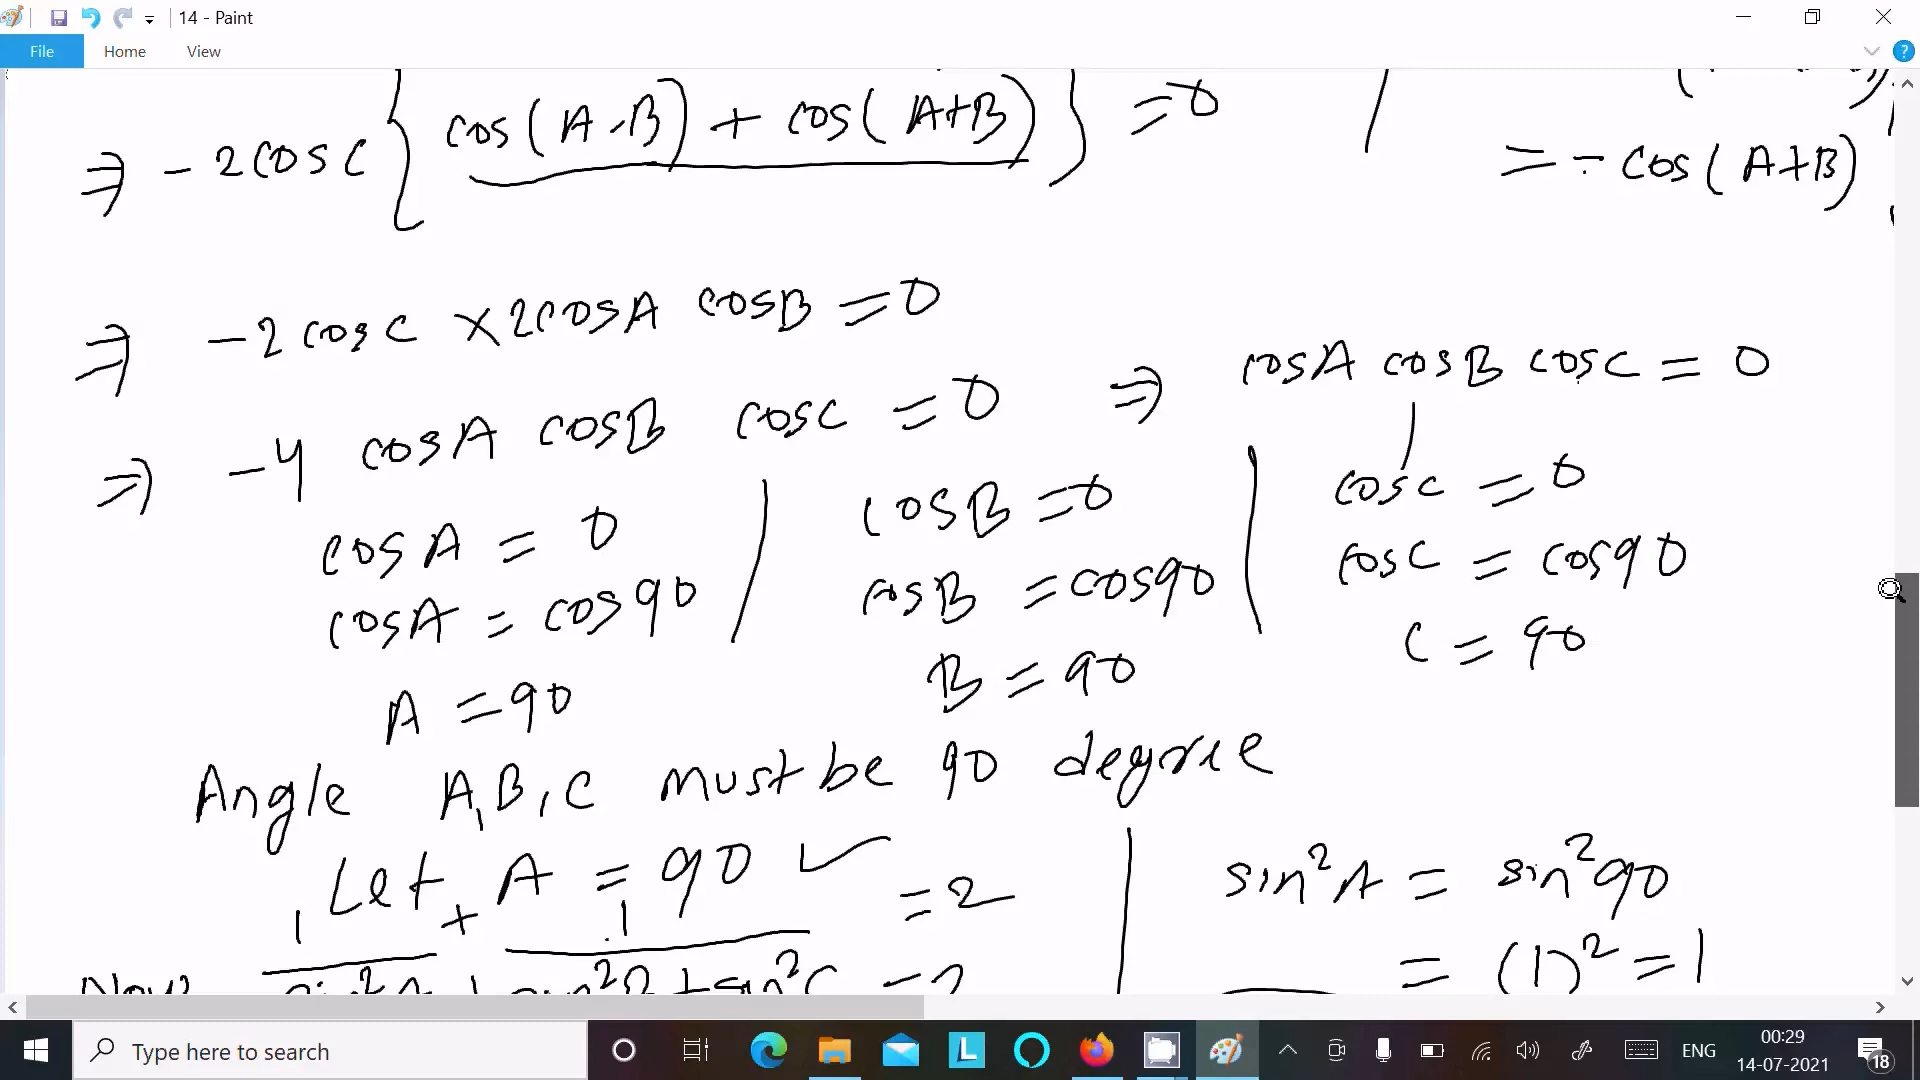 14 - Paint
File Home View
⇒ -2cosC { cos(A-B) + cos(A+B) } = 0
= - cos(A+B)
⇒ -2cosC × 2cosA cosB = 0
⇒ -4 cosA cosB cosC = 0 ⇒ cosA cosB cosC = 0
cosA = 0 | cosB = 0 | cosC = 0
cosA = cos90 | cosB = cos90 | cosC = cos90
A = 90 B = 90 C = 90
Angle A, B, C must be 90 degree
Let A = 90 ✓
1 + 1 = 2
sin²A = sin²90
= (1)² = 1
Type here to search
ENG
00:29
14-07-2021
18